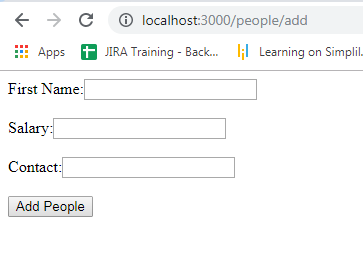 localhost:3000/people/add
Apps JIRA Training - Back... Learning on Simplil
First Name:
Salary:
Contact:
Add People